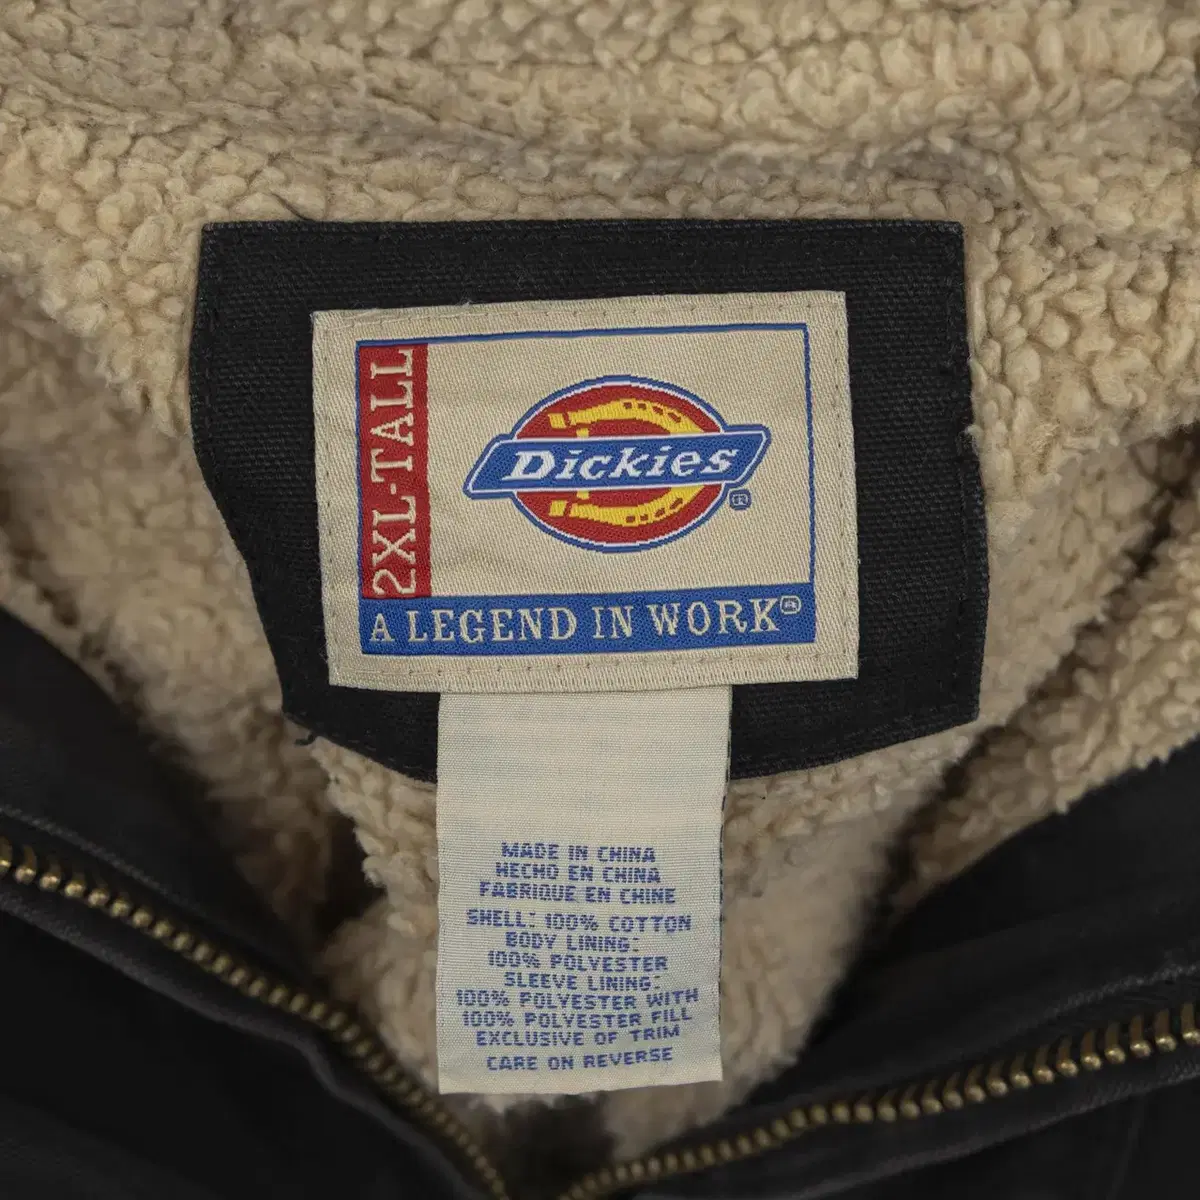 2XL-TALL
Dickies®
A LEGEND IN WORK®
MADE IN CHINA
HECHO EN CHINA
FABRIQUE EN CHINE
SHELL: 100% COTTON
BODY LINING:
100% POLYESTER
SLEEVE LINING:
100% POLYESTER WITH
100% POLYESTER FILL
EXCLUSIVE OF TRIM
CARE ON REVERSE